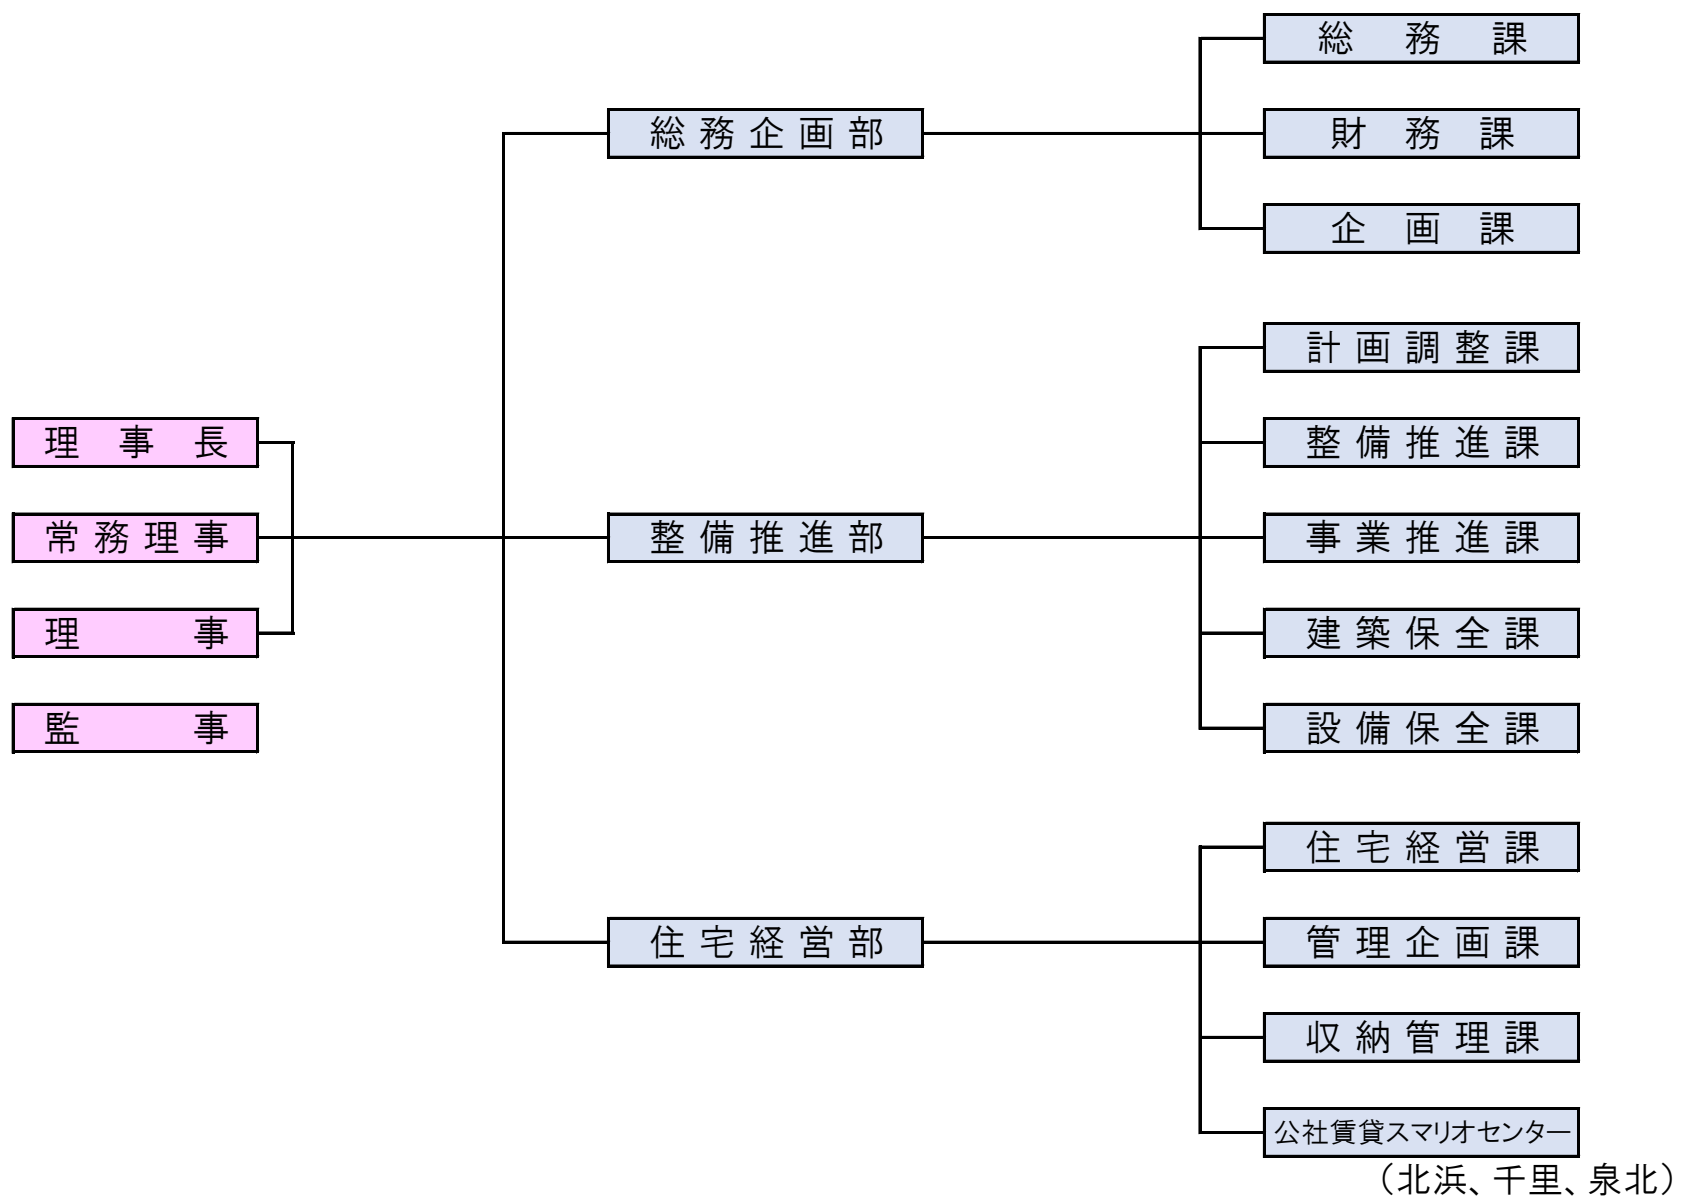 理事長
常務理事
理事
監事
総務企画部
総務課
財務課
企画課
整備推進部
計画調整課
整備推進課
事業推進課
建築保全課
設備保全課
住宅経営部
住宅経営課
管理企画課
収納管理課
公社賃貸スマリオセンター
（北浜、千里、泉北）